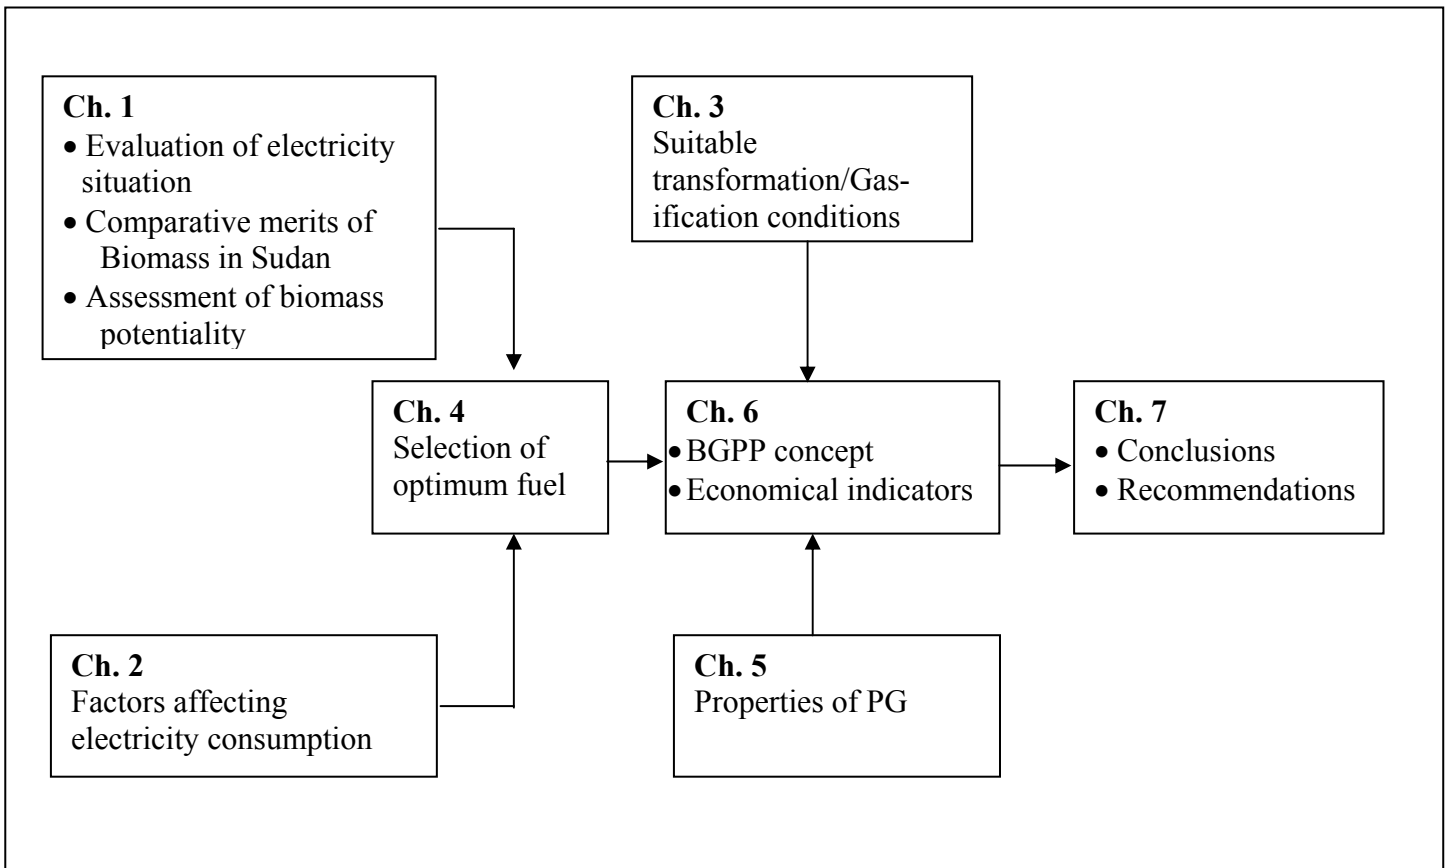 Ch. 1
• Evaluation of electricity
situation
• Comparative merits of
Biomass in Sudan
• Assessment of biomass
potentiality
Ch. 3
Suitable
transformation/Gas-
ification conditions
Ch. 4
Selection of
optimum fuel
Ch. 6
• BGPP concept
• Economical indicators
Ch. 7
• Conclusions
• Recommendations
Ch. 2
Factors affecting
electricity consumption
Ch. 5
Properties of PG